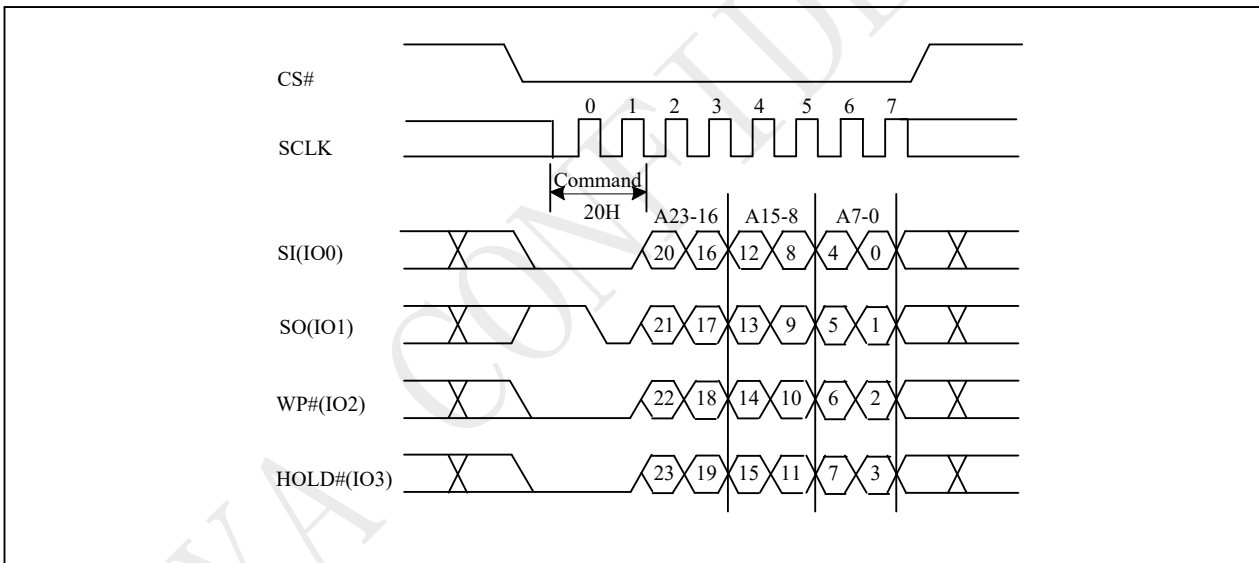 CS#
0 1 2 3 4 5 6 7
SCLK
Command
20H
A23-16 A15-8 A7-0
SI(IO0) 20 16 12 8 4 0
SO(IO1) 21 17 13 9 5 1
WP#(IO2) 22 18 14 10 6 2
HOLD#(IO3) 23 19 15 11 7 3
YA CONFID